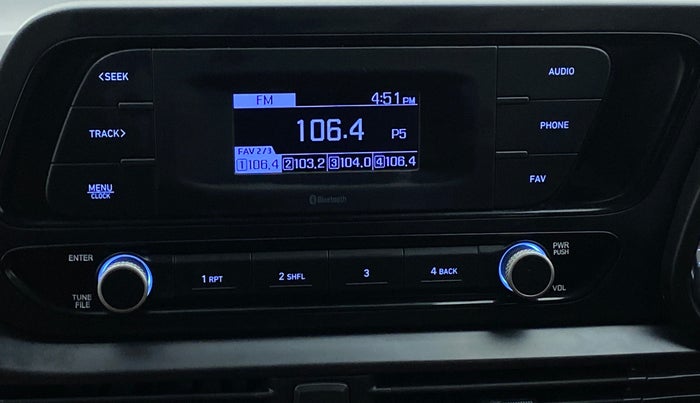 <SEEK
TRACK>
MENU
CLOCK
FM 4:51 PM
106.4 P5
FAV 2/3
1 106.4 2 103.2 3 104.0 4 106.4
Bluetooth
AUDIO
PHONE
FAV
ENTER
TUNE
FILE
1 RPT
2 SHFL
3
4 BACK
PWR
PUSH
VOL